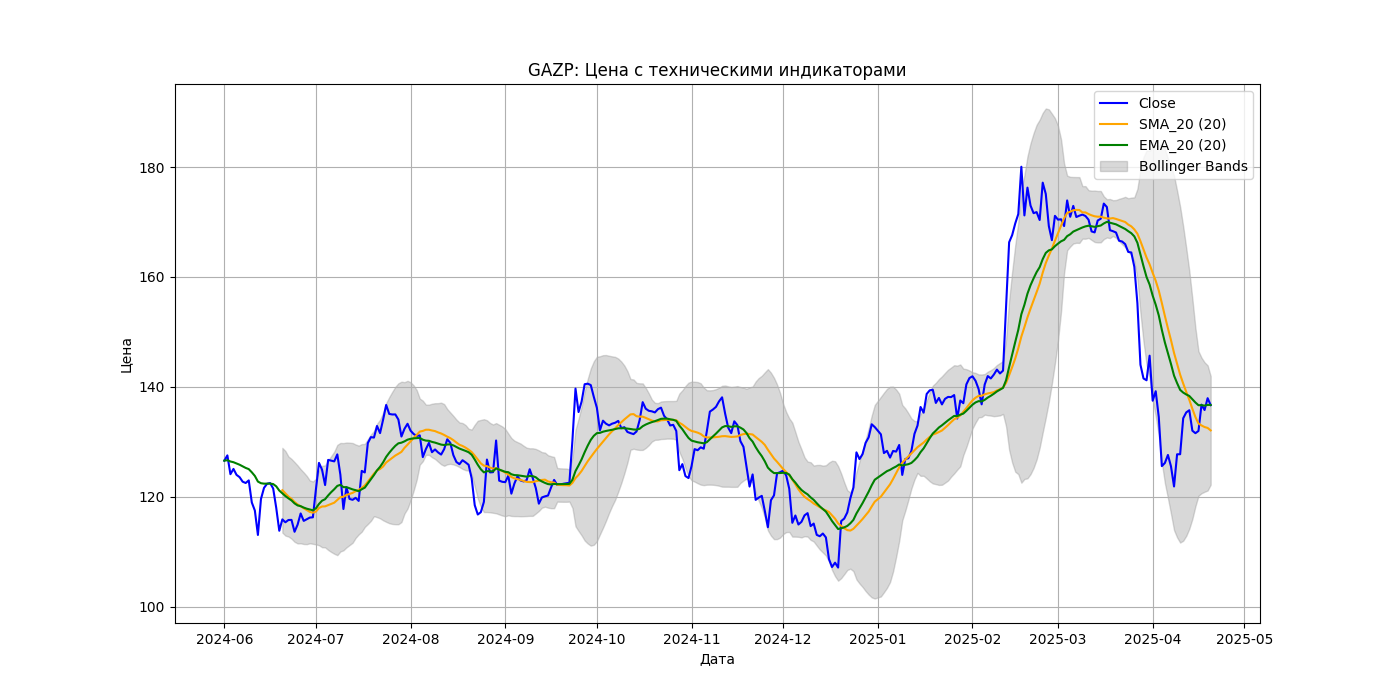 GAZP: Цена с техническими индикаторами
Close
SMA_20 (20)
EMA_20 (20)
Bollinger Bands
Цена
180
160
140
120
100
2024-06 2024-07 2024-08 2024-09 2024-10 2024-11 2024-12 2025-01 2025-02 2025-03 2025-04 2025-05
Дата